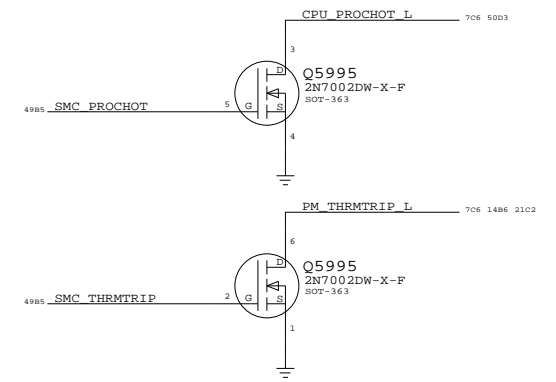 CPU_PROCHOT_L 7C6 50D3
3
D
Q5995
2N7002DW-X-F
SOT-363
49B5 SMC_PROCHOT 5 G S
4
PM_THRMTRIP_L 7C6 14B6 21C2
6
D
Q5995
2N7002DW-X-F
SOT-363
49B5 SMC_THRMTRIP 2 G S
1